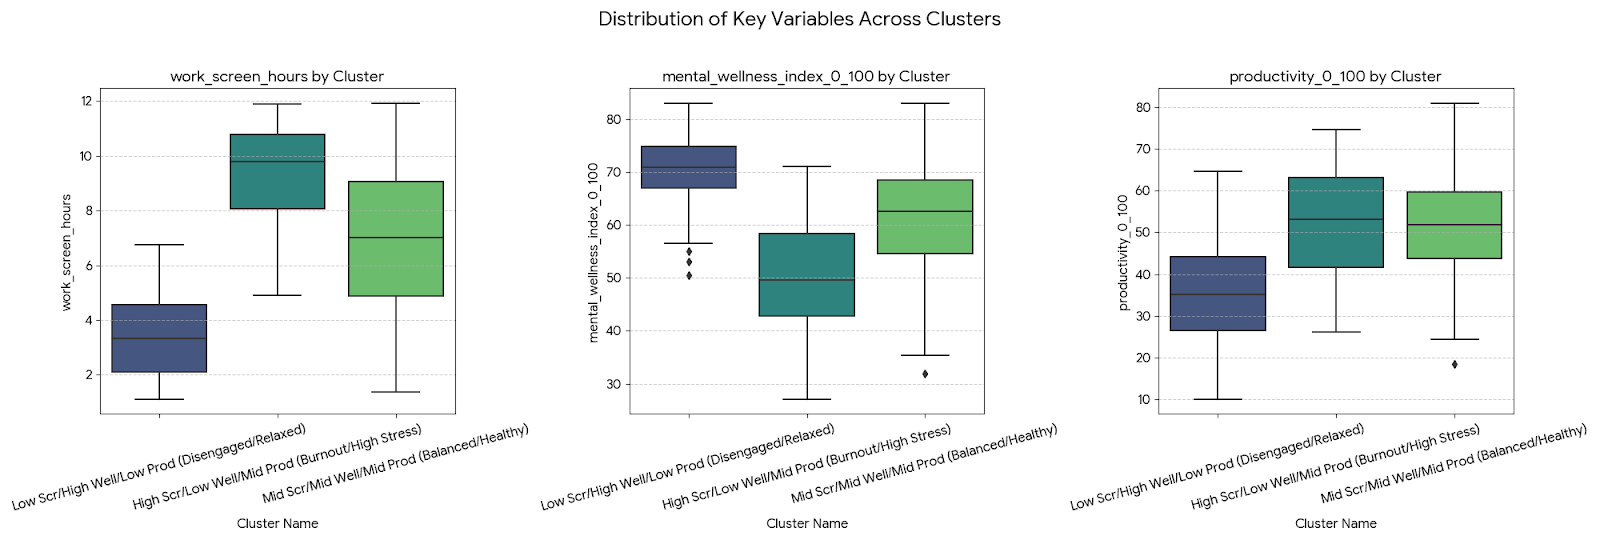 Distribution of Key Variables Across Clusters
work_screen_hours by Cluster
work_screen_hours
12
10
8
6
4
2
Low Scr/High Well/Low Prod (Disengaged/Relaxed)
High Scr/Low Well/Mid Prod (Burnout/High Stress)
Mid Scr/Mid Well/Mid Prod (Balanced/Healthy)
Cluster Name
mental_wellness_index_0_100 by Cluster
mental_wellness_index_0_100
80
70
60
50
40
30
Low Scr/High Well/Low Prod (Disengaged/Relaxed)
High Scr/Low Well/Mid Prod (Burnout/High Stress)
Mid Scr/Mid Well/Mid Prod (Balanced/Healthy)
Cluster Name
productivity_0_100 by Cluster
productivity_0_100
80
70
60
50
40
30
20
10
Low Scr/High Well/Low Prod (Disengaged/Relaxed)
High Scr/Low Well/Mid Prod (Burnout/High Stress)
Mid Scr/Mid Well/Mid Prod (Balanced/Healthy)
Cluster Name